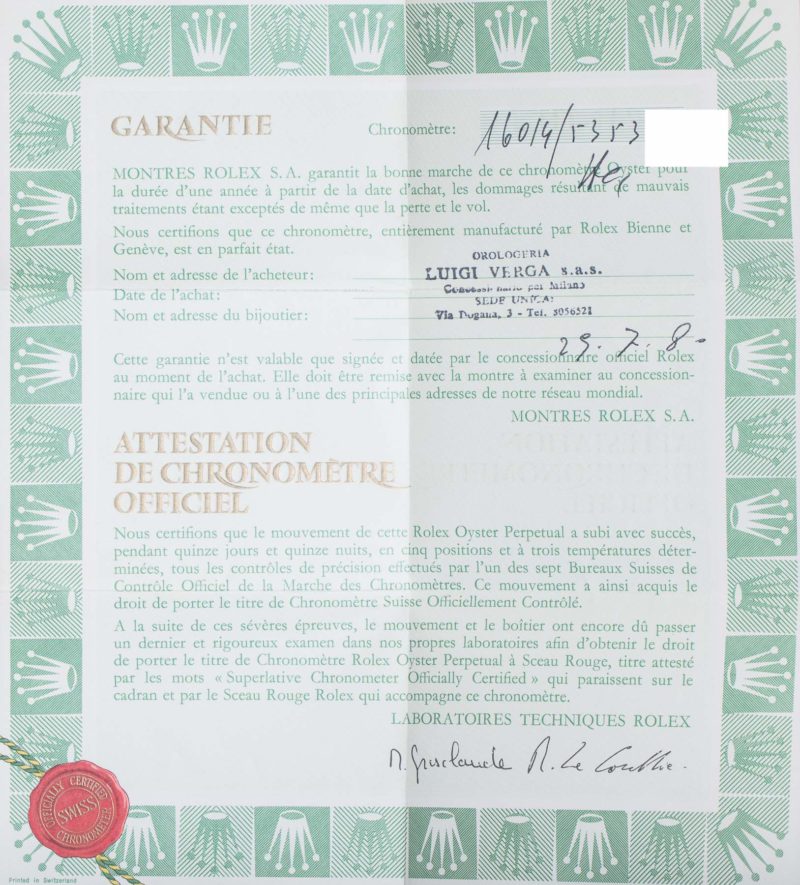 GARANTIE
Chronomètre: 16014/5353
MONTRES ROLEX S.A. garantit la bonne marche de ce chronomètre Oyster pour
la durée d'une année à partir de la date d'achat, les dommages résultant de mauvais
traitements étant exceptés de même que la perte et le vol.
Nous certifions que ce chronomètre, entièrement manufacturé par Rolex Bienne et
Genève, est en parfait état.
OROLOGERIA
Nom et adresse de l'acheteur: LUIGI VERGA s.a.s.
Concessionario per Milano
Date de l'achat: SEDE UNICA:
Nom et adresse du bijoutier: Via Dogana, 3 - Tel. 8056521
29. 7. 8-
Cette garantie n'est valable que signée et datée par le concessionnaire officiel Rolex
au moment de l'achat. Elle doit être remise avec la montre à examiner au concession-
naire qui l'a vendue ou à l'une des principales adresses de notre réseau mondial.
MONTRES ROLEX S.A.
ATTESTATION
DE CHRONOMÈTRE
OFFICIEL
Nous certifions que le mouvement de cette Rolex Oyster Perpetual a subi avec succès,
pendant quinze jours et quinze nuits, en cinq positions et à trois températures déter-
minées, tous les contrôles de précision effectués par l'un des sept Bureaux Suisses de
Contrôle Officiel de la Marche des Chronomètres. Ce mouvement a ainsi acquis le
droit de porter le titre de Chronomètre Suisse Officiellement Contrôlé.
A la suite de ces sévères épreuves, le mouvement et le boîtier ont encore dû passer
un dernier et rigoureux examen dans nos propres laboratoires afin d'obtenir le droit
de porter le titre de Chronomètre Rolex Oyster Perpetual à Sceau Rouge, titre attesté
par les mots « Superlative Chronometer Officially Certified » qui paraissent sur le
cadran et par le Sceau Rouge Rolex qui accompagne ce chronomètre.
LABORATOIRES TECHNIQUES ROLEX
OFFICIALLY CERTIFIED
SWISS
CHRONOMETER
Printed in Switzerland